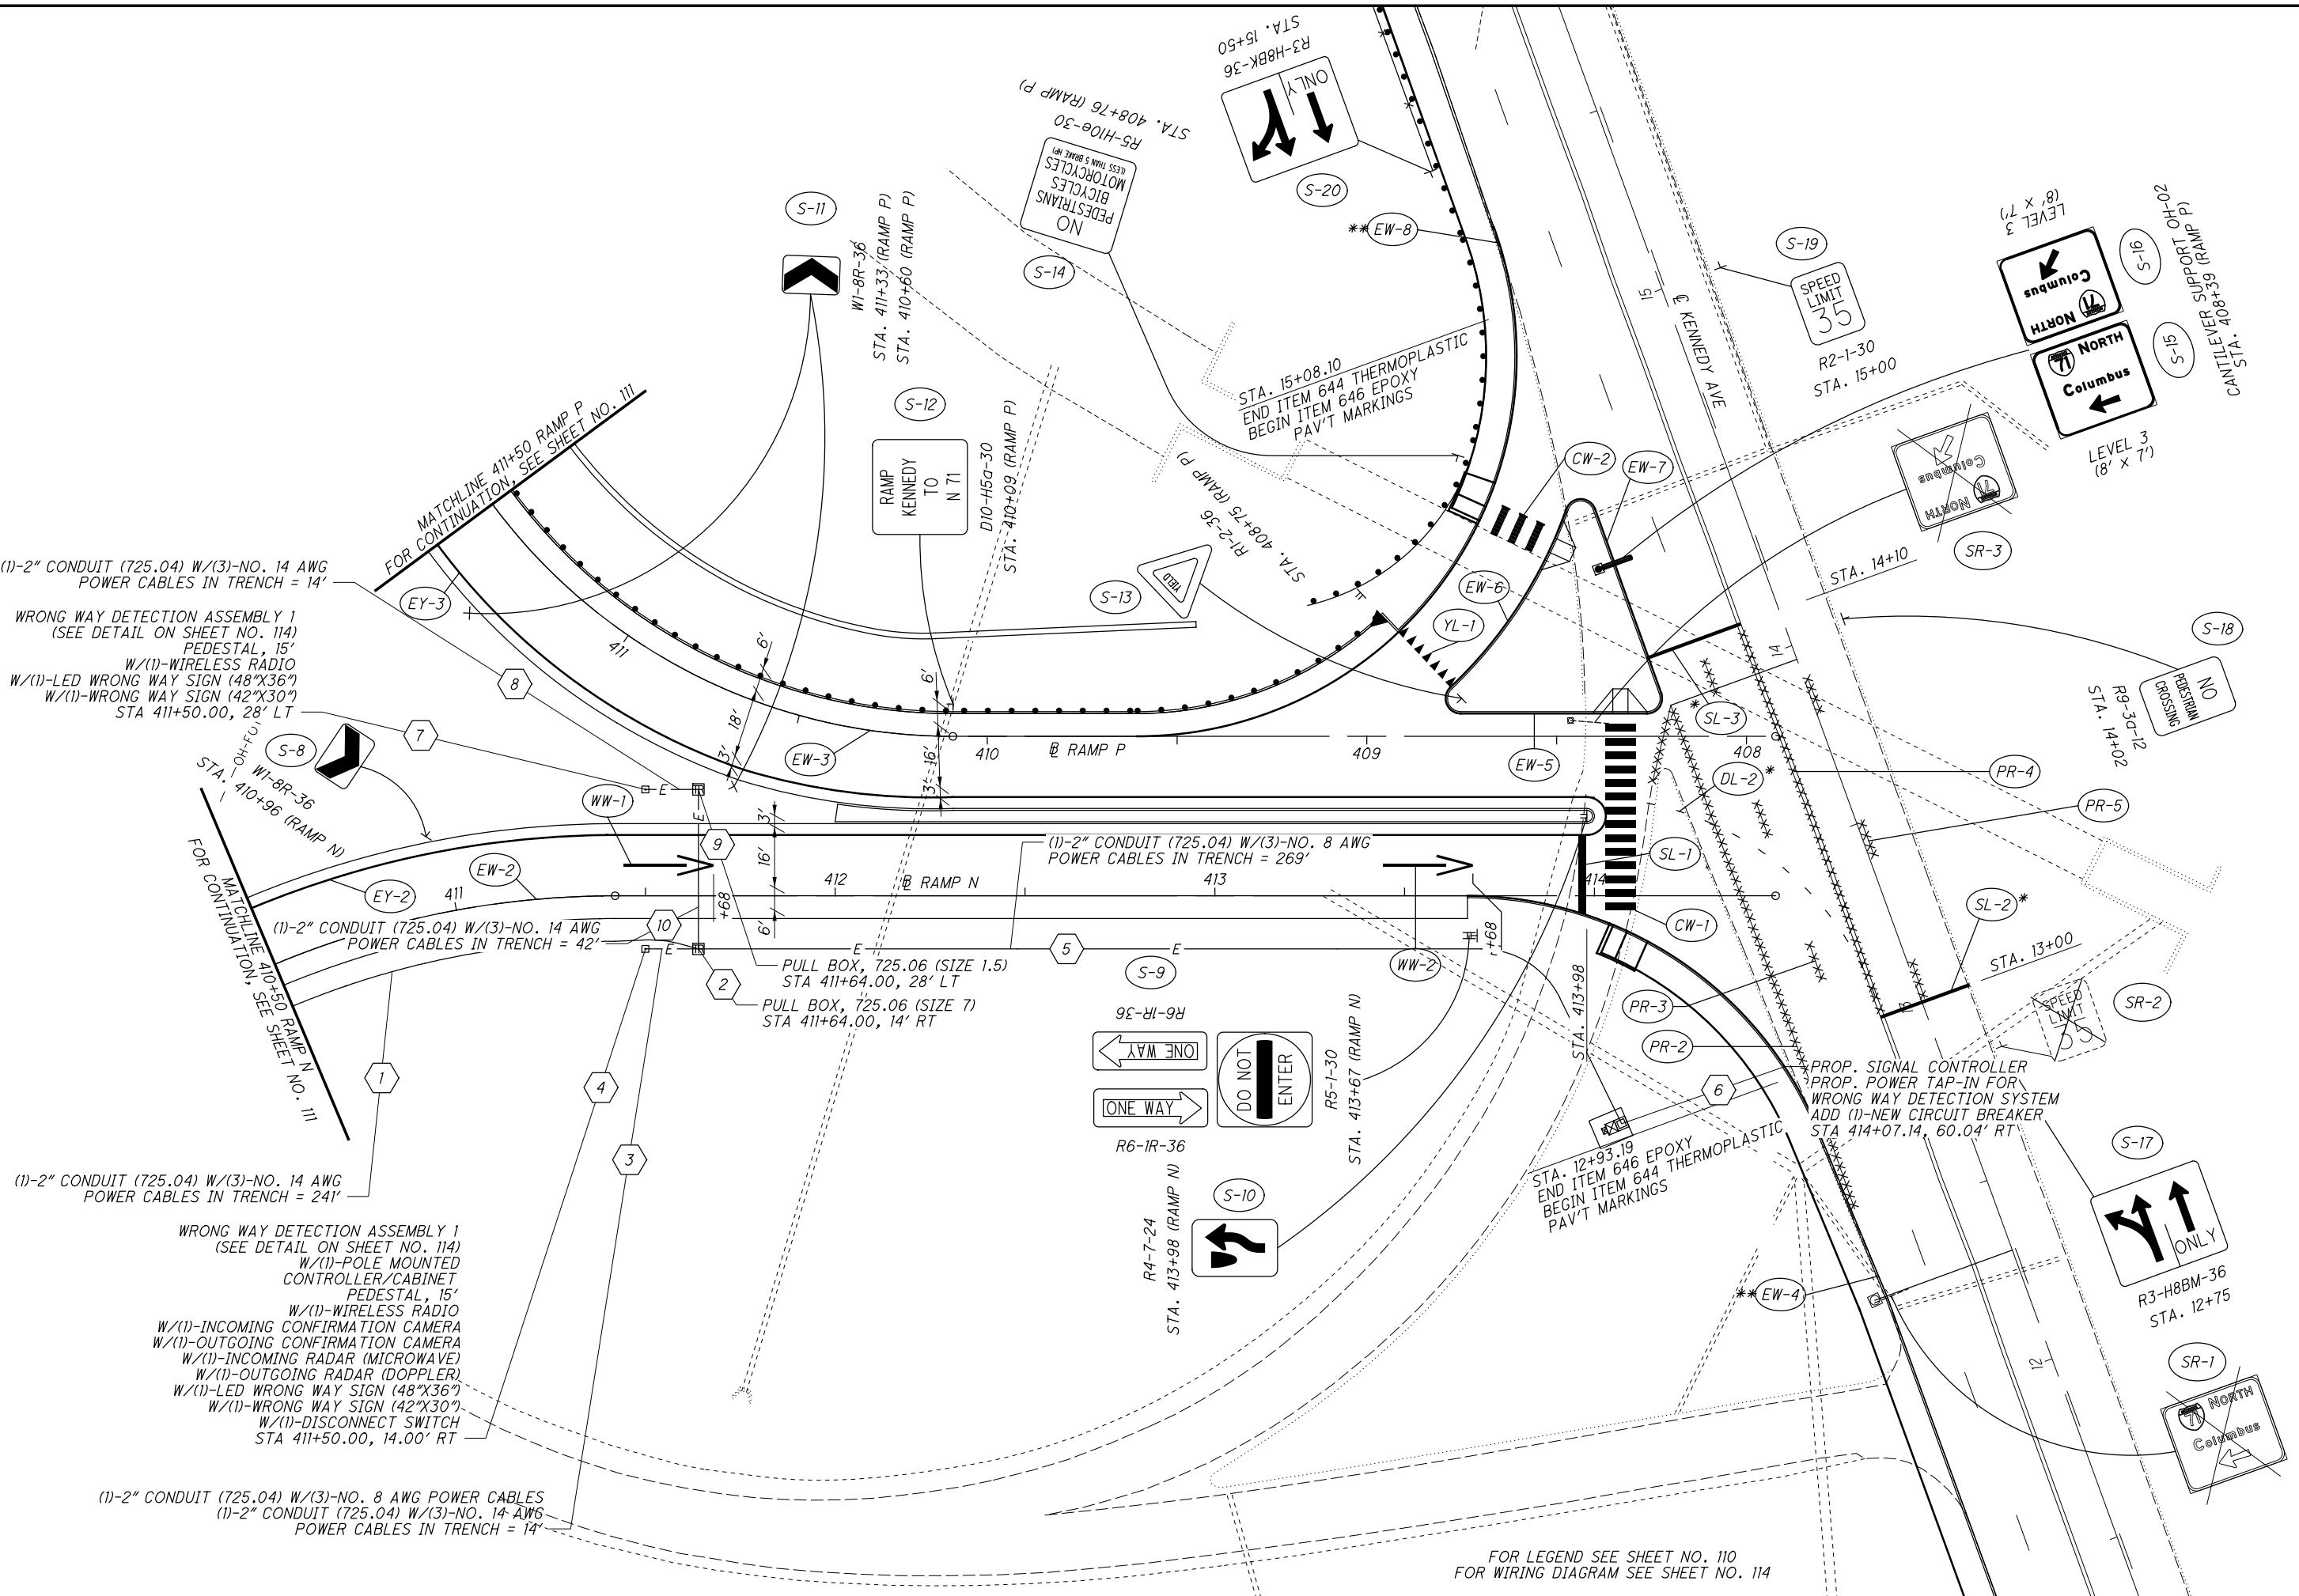 R3-H8BK-36
STA. 15+50
ONLY
S-20
STA. 408+76 (RAMP P)
R5-H10e-30
NO
PEDESTRIANS
BICYCLES
MOTORCYCLES
(LESS THAN 5 BRAKE HP)
S-14
** EW-8
S-11
W1-8R-36
STA. 411+33 (RAMP P)
STA. 410+60 (RAMP P)
S-12
RAMP
KENNEDY
TO
N 71
D10-H5a-30
STA. 410+09 (RAMP P)
STA. 15+08.10
END ITEM 644 THERMOPLASTIC
BEGIN ITEM 646 EPOXY
PAV'T MARKINGS
15
℄ KENNEDY AVE
S-19
SPEED
LIMIT
35
R2-1-30
STA. 15+00
LEVEL 3
(8' X 7')
NORTH
71
Columbus
S-16
CANTILEVER SUPPORT OH-02
STA. 408+39 (RAMP P)
NORTH
71
Columbus
S-15
LEVEL 3
(8' X 7')
NORTH
71
Columbus
SR-3
STA. 14+10
MATCHLINE 411+50 RAMP P
FOR CONTINUATION, SEE SHEET NO. 111
EY-3
411
R1-2-36
STA. 408+75 (RAMP P)
S-13
YIELD
CW-2
EW-7
EW-6
YL-1
14
S-18
NO
PEDESTRIAN
CROSSING
R9-3a-12
STA. 14+02
(1)-2" CONDUIT (725.04) W/(3)-NO. 14 AWG
POWER CABLES IN TRENCH = 14'
WRONG WAY DETECTION ASSEMBLY 1
(SEE DETAIL ON SHEET NO. 114)
PEDESTAL, 15'
W/(1)-WIRELESS RADIO
W/(1)-LED WRONG WAY SIGN (48"X36")
W/(1)-WRONG WAY SIGN (42"X30")
STA 411+50.00, 28' LT
8
7
6'
18'
3'
6'
16'
3'
EW-3
410
℄ RAMP P
409
408
EW-5
SL-3 *
DL-2 *
PR-4
PR-5
OH-FO
S-8
W1-8R-36
STA. 410+96 (RAMP N)
MATCHLINE 410+50 RAMP N
FOR CONTINUATION, SEE SHEET NO. 111
EY-2
EW-2
411
WW-1
E
E
9
3'
16'
6'
+68
10
(1)-2" CONDUIT (725.04) W/(3)-NO. 8 AWG
POWER CABLES IN TRENCH = 269'
412
℄ RAMP N
413
414
SL-1
CW-1
(1)-2" CONDUIT (725.04) W/(3)-NO. 14 AWG
POWER CABLES IN TRENCH = 42'
E
E
5
E
+68
WW-2
2
PULL BOX, 725.06 (SIZE 1.5)
STA 411+64.00, 28' LT
PULL BOX, 725.06 (SIZE 7)
STA 411+64.00, 14' RT
S-9
R6-1R-36
ONE WAY
ONE WAY
R6-1R-36
DO NOT
ENTER
R5-1-30
STA. 413+67 (RAMP N)
STA. 413+98
PR-3
PR-2
SL-2 *
STA. 13+00
SPEED
LIMIT
35
SR-2
1
4
3
6
PROP. SIGNAL CONTROLLER
PROP. POWER TAP-IN FOR
WRONG WAY DETECTION SYSTEM
ADD (1)-NEW CIRCUIT BREAKER
STA 414+07.14, 60.04' RT
STA. 12+93.19
END ITEM 646 EPOXY
BEGIN ITEM 644 THERMOPLASTIC
PAV'T MARKINGS
S-10
R4-7-24
STA. 413+98 (RAMP N)
S-17
ONLY
R3-H8BM-36
STA. 12+75
** EW-4
12
SR-1
NORTH
71
Columbus
(1)-2" CONDUIT (725.04) W/(3)-NO. 14 AWG
POWER CABLES IN TRENCH = 241'
WRONG WAY DETECTION ASSEMBLY 1
(SEE DETAIL ON SHEET NO. 114)
W/(1)-POLE MOUNTED
CONTROLLER/CABINET
PEDESTAL, 15'
W/(1)-WIRELESS RADIO
W/(1)-INCOMING CONFIRMATION CAMERA
W/(1)-OUTGOING CONFIRMATION CAMERA
W/(1)-INCOMING RADAR (MICROWAVE)
W/(1)-OUTGOING RADAR (DOPPLER)
W/(1)-LED WRONG WAY SIGN (48"X36")
W/(1)-WRONG WAY SIGN (42"X30")
W/(1)-DISCONNECT SWITCH
STA 411+50.00, 14.00' RT
(1)-2" CONDUIT (725.04) W/(3)-NO. 8 AWG POWER CABLES
(1)-2" CONDUIT (725.04) W/(3)-NO. 14 AWG
POWER CABLES IN TRENCH = 14'
FOR LEGEND SEE SHEET NO. 110
FOR WIRING DIAGRAM SEE SHEET NO. 114